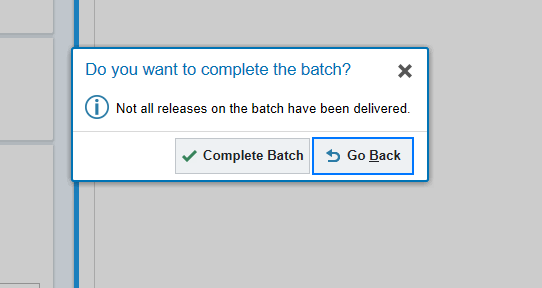 Do you want to complete the batch?
Not all releases on the batch have been delivered.
Complete Batch
Go Back